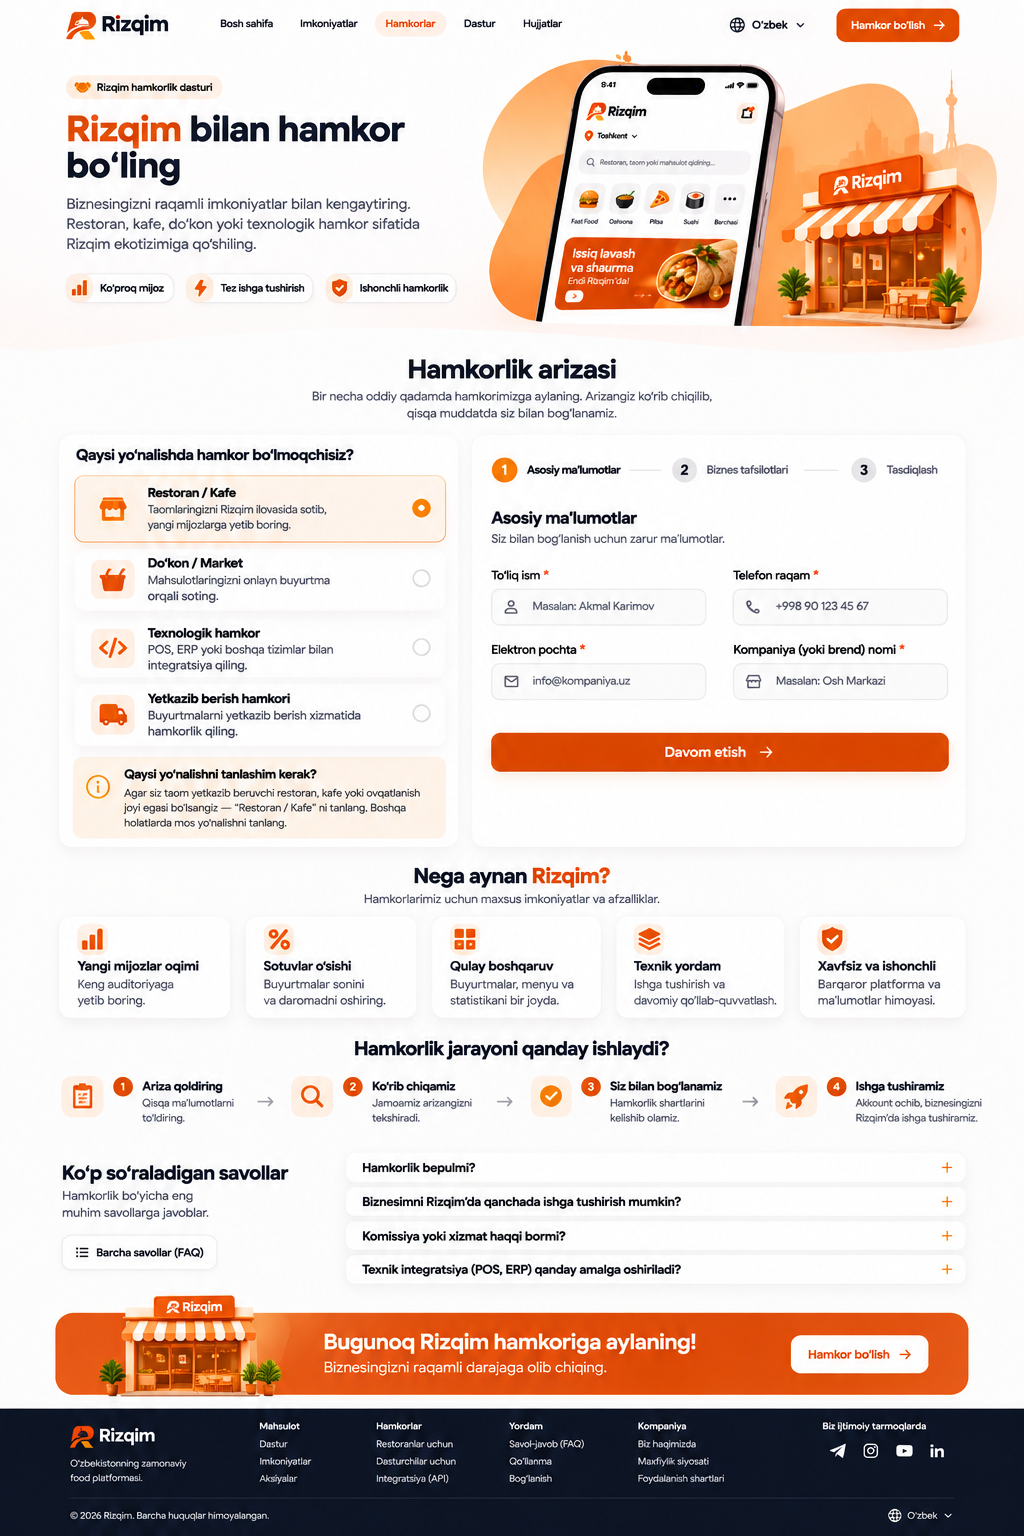 Rizqim
Bosh sahifa
Imkoniyatlar
Hamkorlar
Dastur
Hujjatlar
O'zbek
Hamkor bo'lish
Rizqim hamkorlik dasturi
Rizqim bilan hamkor
bo'ling
Biznesingizni raqamli imkoniyatlar bilan kengaytiring.
Restoran, kafe, do'kon yoki texnologik hamkor sifatida
Rizqim ekotizimiga qo'shiling.
Ko'proq mijoz
Tez ishga tushirish
Ishonchli hamkorlik
9:41
Rizqim
Toshkent
Restoran, taom yoki mahsulot qidiring...
Fast Food
Oshxona
Pitsa
Sushi
Barchasi
Issiq lavash
va shaurma
Endi Rizqim'da!
Rizqim
Hamkorlik arizasi
Bir necha oddiy qadamda hamkorimizga aylaning. Arizangiz ko'rib chiqilib,
qisqa muddatda siz bilan bog'lanamiz.
Qaysi yo'nalishda hamkor bo'lmoqchisiz?
Restoran / Kafe
Taomlaringizni Rizqim ilovasida sotib,
yangi mijozlarga yetib boring.
Do'kon / Market
Mahsulotlaringizni onlayn buyurtma
orqali soting.
Texnologik hamkor
POS, ERP yoki boshqa tizimlar bilan
integratsiya qiling.
Yetkazib berish hamkori
Buyurtmalarni yetkazib berish xizmatida
hamkorlik qiling.
Qaysi yo'nalishni tanlashim kerak?
Agar siz taom yetkazib beruvchi restoran, kafe yoki ovqatlanish
joyi egasi bo'lsangiz — "Restoran / Kafe" ni tanlang. Boshqa
holatlarda mos yo'nalishni tanlang.
1 Asosiy ma'lumotlar
2 Biznes tafsilotlari
3 Tasdiqlash
Asosiy ma'lumotlar
Siz bilan bog'lanish uchun zarur ma'lumotlar.
To'liq ism *
Masalan: Akmal Karimov
Telefon raqam *
+998 90 123 45 67
Elektron pochta *
info@kompaniya.uz
Kompaniya (yoki brend) nomi *
Masalan: Osh Markazi
Davom etish
Nega aynan Rizqim?
Hamkorlarimiz uchun maxsus imkoniyatlar va afzalliklar.
Yangi mijozlar oqimi
Keng auditoriyaga
yetib boring.
Sotuvlar o'sishi
Buyurtmalar sonini
va daromadni oshiring.
Qulay boshqaruv
Buyurtmalar, menyu va
statistikani bir joyda.
Texnik yordam
Ishga tushirish va
davomiy qo'llab-quvvatlash.
Xavfsiz va ishonchli
Barqaror platforma va
ma'lumotlar himoyasi.
Hamkorlik jarayoni qanday ishlaydi?
1 Ariza qoldiring
Qisqa ma'lumotlarni
to'ldiring.
2 Ko'rib chiqamiz
Jamoamiz arizangizni
tekshiradi.
3 Siz bilan bog'lanamiz
Hamkorlik shartlarini
kelishib olamiz.
4 Ishga tushiramiz
Akkount ochib, biznesingizni
Rizqim'da ishga tushiramiz.
Ko'p so'raladigan savollar
Hamkorlik bo'yicha eng
muhim savollarga javoblar.
Barcha savollar (FAQ)
Hamkorlik bepulmi?
Biznesimni Rizqim'da qanchada ishga tushirish mumkin?
Komissiya yoki xizmat haqqi bormi?
Texnik integratsiya (POS, ERP) qanday amalga oshiriladi?
Rizqim
Bugunoq Rizqim hamkoriga aylaning!
Biznesingizni raqamli darajaga olib chiqing.
Hamkor bo'lish
Rizqim
O'zbekistonning zamonaviy
food platformasi.
Mahsulot
Dastur
Imkoniyatlar
Aksiyalar
Hamkorlar
Restoranlar uchun
Dasturchilar uchun
Integratsiya (API)
Yordam
Savol-javob (FAQ)
Qo'llanma
Bog'lanish
Kompaniya
Biz haqimizda
Maxfiylik siyosati
Foydalanish shartlari
Biz ijtimoiy tarmoqlarda
© 2026 Rizqim. Barcha huquqlar himoyalangan.
O'zbek